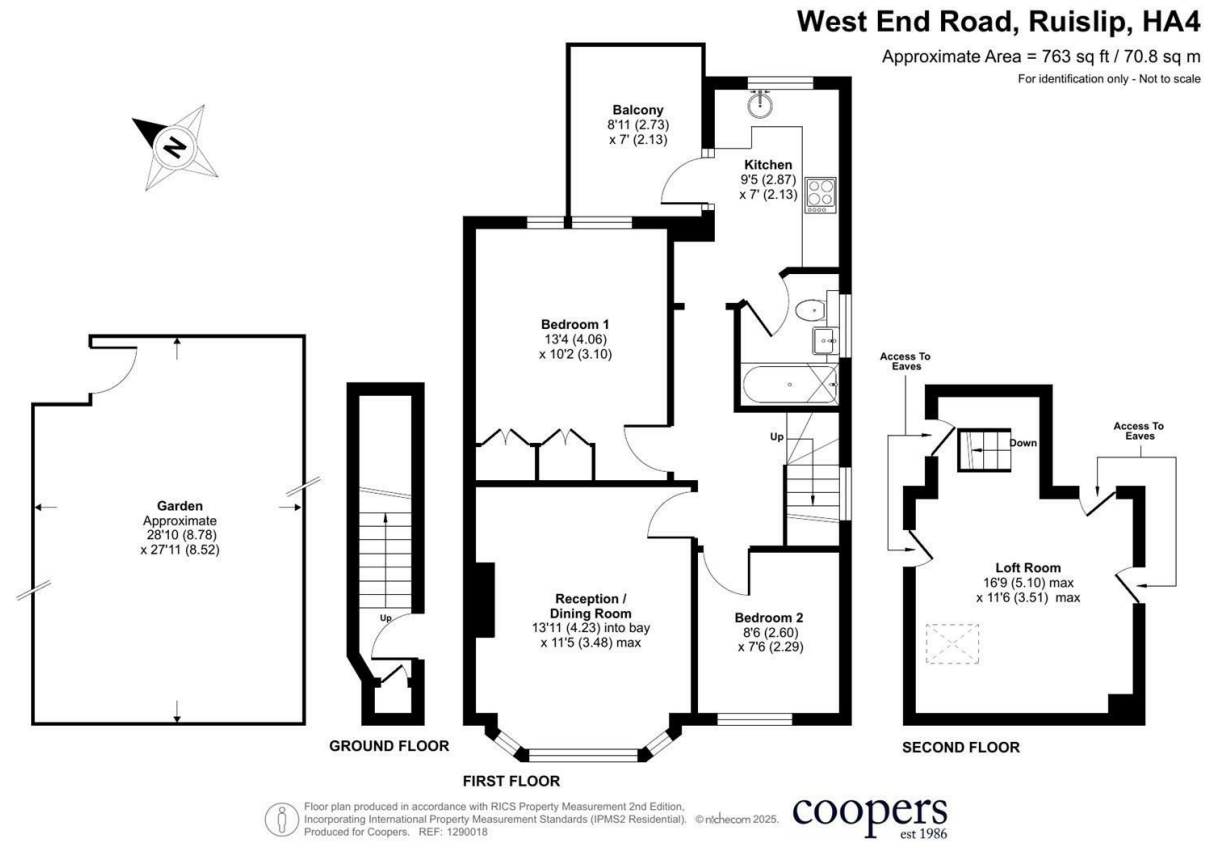 West End Road, Ruislip, HA4
Approximate Area = 763 sq ft / 70.8 sq m
For identification only - Not to scale
N
Balcony
8'11 (2.73)
x 7' (2.13)
Kitchen
9'5 (2.87)
x 7' (2.13)
Bedroom 1
13'4 (4.06)
x 10'2 (3.10)
Up
Reception /
Dining Room
13'11 (4.23) into bay
x 11'5 (3.48) max
Bedroom 2
8'6 (2.60)
x 7'6 (2.29)
FIRST FLOOR
Garden
Approximate
28'10 (8.78)
x 27'11 (8.52)
Up
GROUND FLOOR
Access To
Eaves
Down
Access To
Eaves
Loft Room
16'9 (5.10) max
x 11'6 (3.51) max
SECOND FLOOR
Floor plan produced in accordance with RICS Property Measurement 2nd Edition,
Incorporating International Property Measurement Standards (IPMS2 Residential). © nichecom 2025.
Produced for Coopers. REF: 1290018
coopers
est 1986